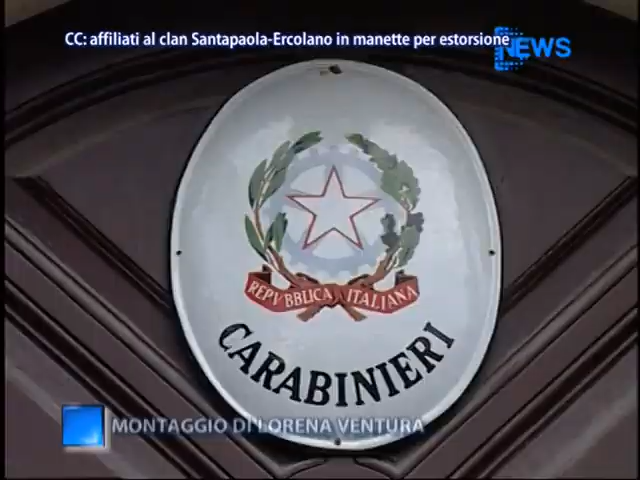 CC: affiliati al clan Santapaola-Ercolano in manette per estorsione
NEWS
REPVBBLICA ITALIANA
CARABINIERI
MONTAGGIO DI LORENA VENTURA